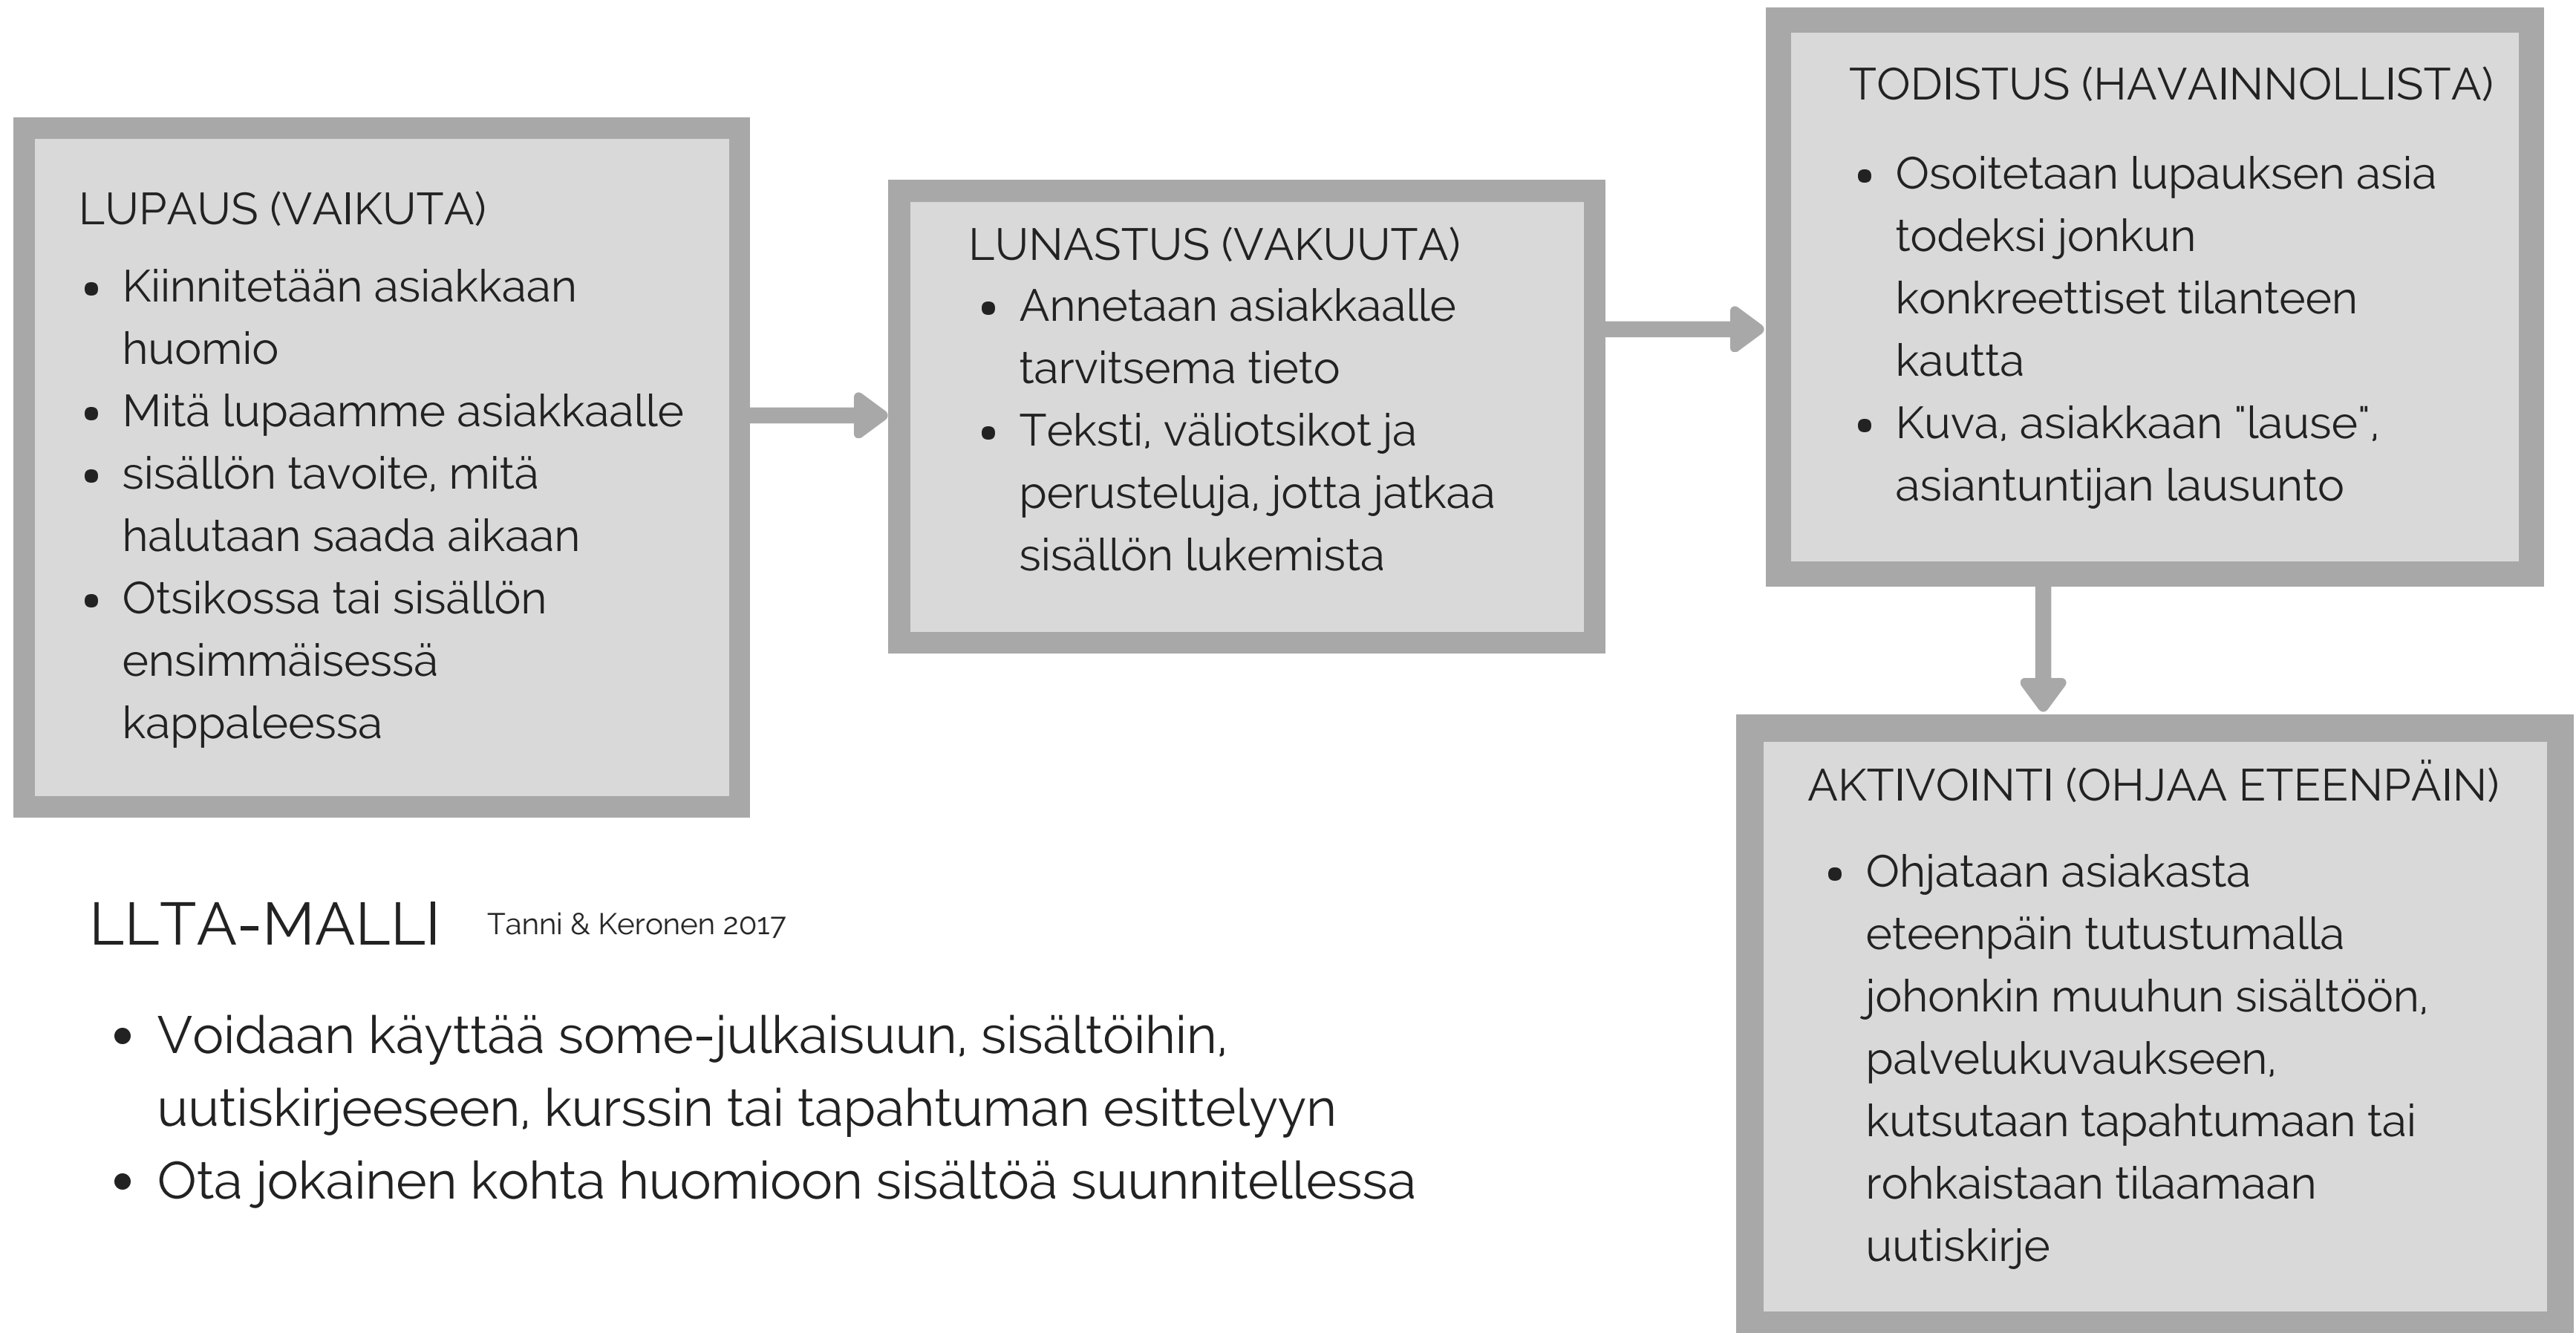 LUPAUS (VAIKUTA)
• Kiinnitetään asiakkaan
huomio
• Mitä lupaamme asiakkaalle
• sisällön tavoite, mitä
halutaan saada aikaan
• Otsikossa tai sisällön
ensimmäisessä
kappaleessa
LUNASTUS (VAKUUTA)
• Annetaan asiakkaalle
tarvitsema tieto
• Teksti, väliotsikot ja
perusteluja, jotta jatkaa
sisällön lukemista
TODISTUS (HAVAINNOLLISTA)
• Osoitetaan lupauksen asia
todeksi jonkun
konkreettiset tilanteen
kautta
• Kuva, asiakkaan "lause",
asiantuntijan lausunto
AKTIVOINTI (OHJAA ETEENPÄIN)
• Ohjataan asiakasta
eteenpäin tutustumalla
johonkin muuhun sisältöön,
palvelukuvaukseen,
kutsutaan tapahtumaan tai
rohkaistaan tilaamaan
uutiskirje
LLTA-MALLI Tanni & Keronen 2017
• Voidaan käyttää some-julkaisuun, sisältöihin,
uutiskirjeeseen, kurssin tai tapahtuman esittelyyn
• Ota jokainen kohta huomioon sisältöä suunnitellessa